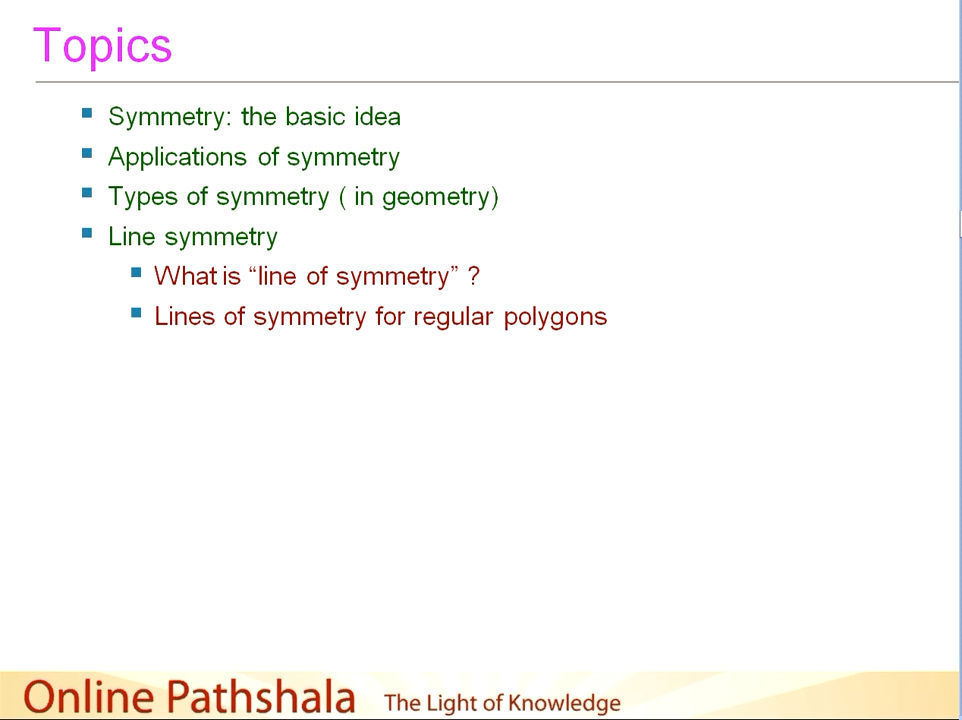 Topics
Symmetry: the basic idea
Applications of symmetry
Types of symmetry ( in geometry)
Line symmetry
What is “line of symmetry” ?
Lines of symmetry for regular polygons
Online Pathshala The Light of Knowledge